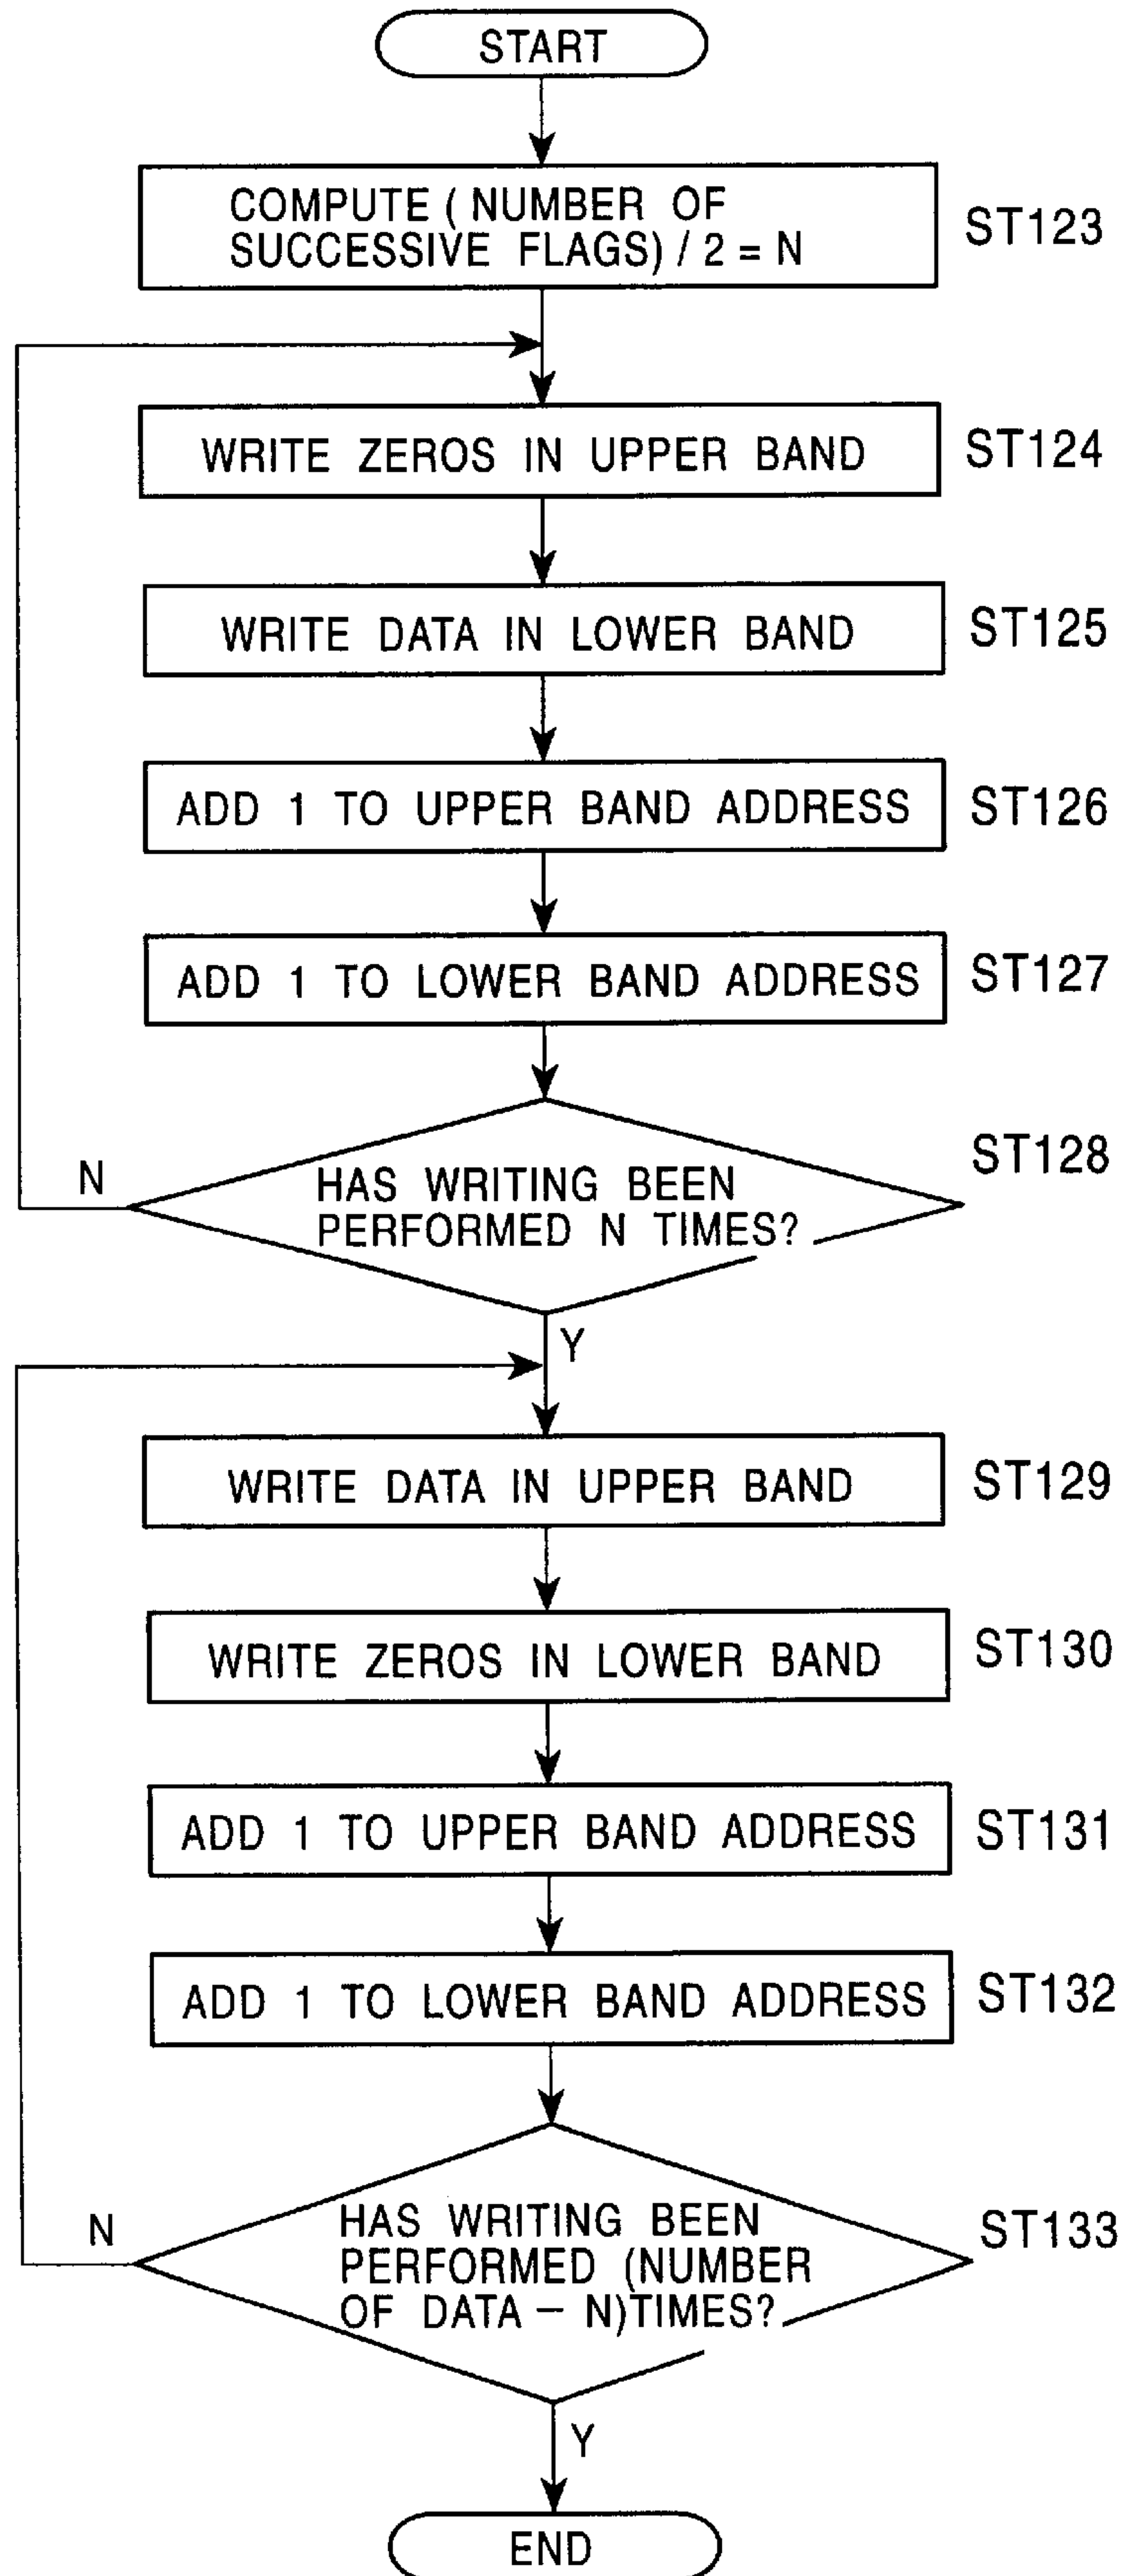 START
COMPUTE ( NUMBER OF
SUCCESSIVE FLAGS) / 2 = N
ST123
WRITE ZEROS IN UPPER BAND
ST124
WRITE DATA IN LOWER BAND
ST125
ADD 1 TO UPPER BAND ADDRESS
ST126
ADD 1 TO LOWER BAND ADDRESS
ST127
HAS WRITING BEEN
PERFORMED N TIMES?
ST128
N
Y
WRITE DATA IN UPPER BAND
ST129
WRITE ZEROS IN LOWER BAND
ST130
ADD 1 TO UPPER BAND ADDRESS
ST131
ADD 1 TO LOWER BAND ADDRESS
ST132
HAS WRITING BEEN
PERFORMED (NUMBER
OF DATA – N)TIMES?
ST133
N
Y
END